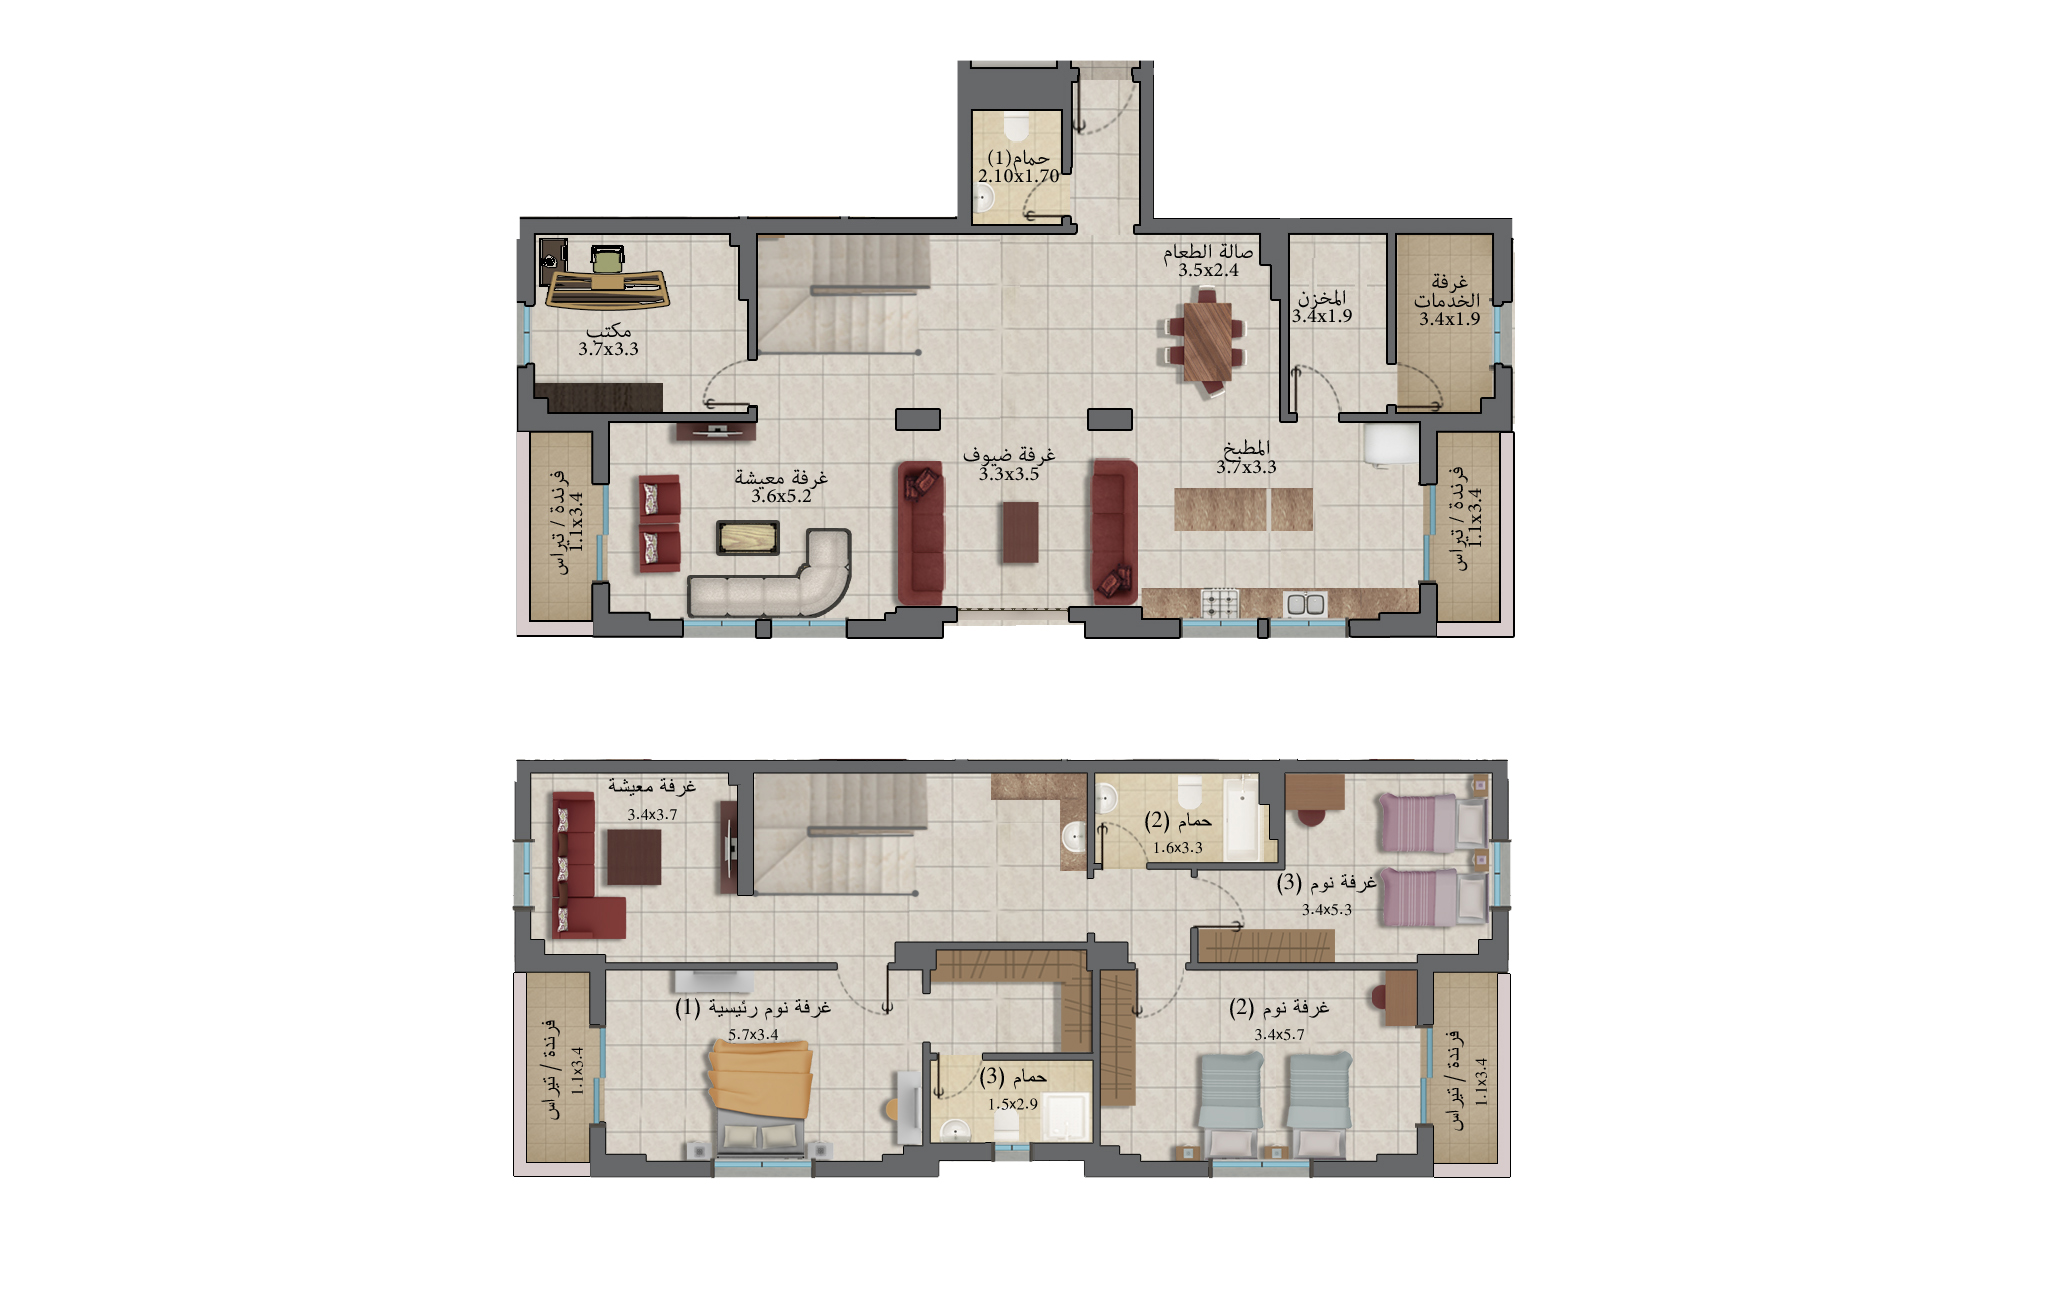 حمام(1)
2.10x1.70
صالة الطعام
3.5x2.4
غرفة
الخدمات
3.4x1.9
المخزن
3.4x1.9
مكتب
3.7x3.3
المطبخ
3.7x3.3
غرفة ضيوف
3.3x3.5
غرفة معيشة
3.6x5.2
فرندة / تيراس
1.1x3.4
فرندة / تيراس
1.1x3.4
غرفة معيشة
3.4x3.7
حمام (2)
1.6x3.3
غرفة نوم (3)
3.4x5.3
غرفة نوم رئيسية (1)
5.7x3.4
غرفة نوم (2)
3.4x5.7
حمام (3)
1.5x2.9
فرندة / تيراس
1.1x3.4
فرندة / تيراس
1.1x3.4